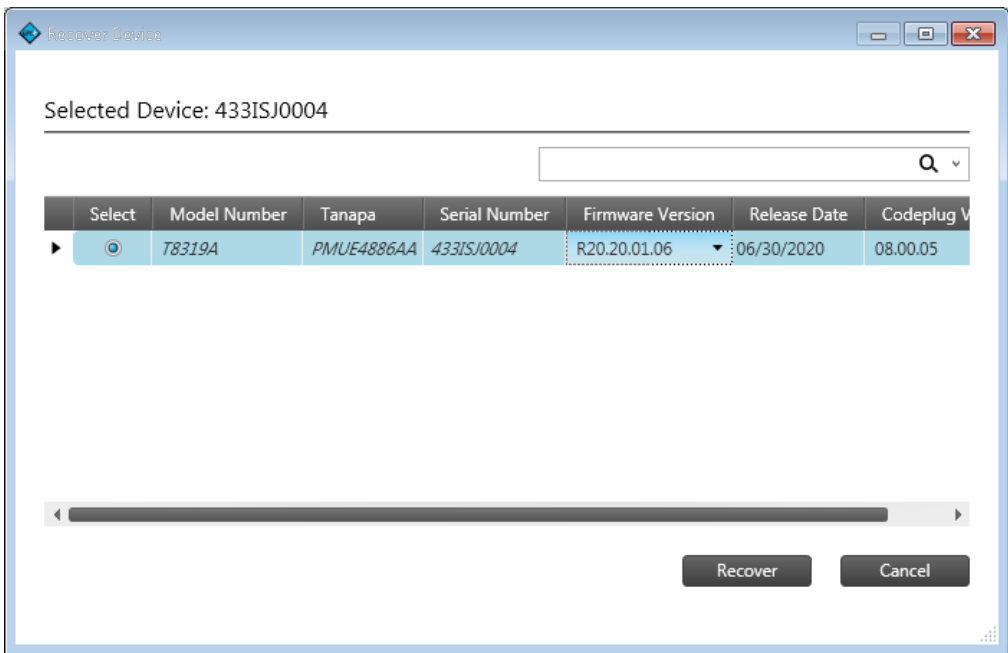 Recover Device
Selected Device: 433ISJ0004
Select Model Number Tanapa Serial Number Firmware Version Release Date Codeplug V
T8319A PMUE4886AA 433ISJ0004 R20.20.01.06 06/30/2020 08.00.05
Recover Cancel